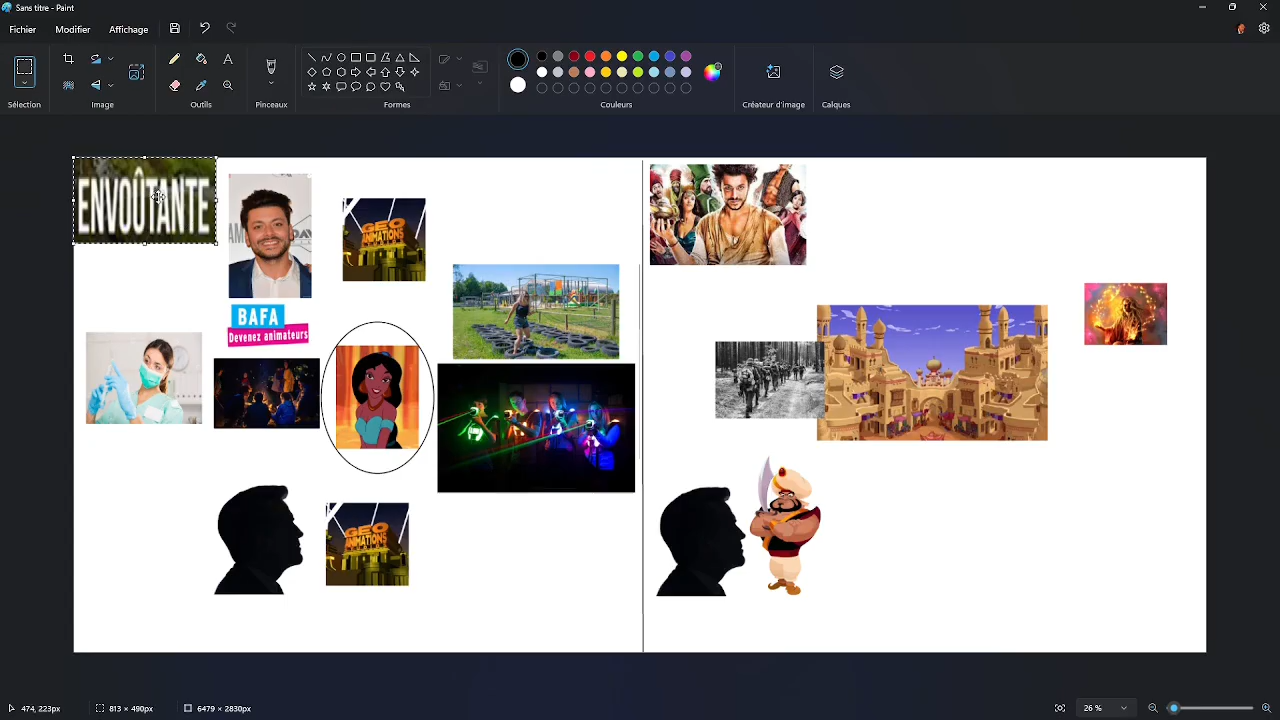 Sans titre - Paint
Fichier
Modifier
Affichage
Sélection
Image
Outils
Pinceaux
Formes
Couleurs
Créateur d'image
Calques
ENVOÛTANTE
GEO
ANIMATIONS
BAFA
Devenez animateurs
GEO
ANIMATIONS
474, 223px
813 × 490px
6479 × 2830px
26 %